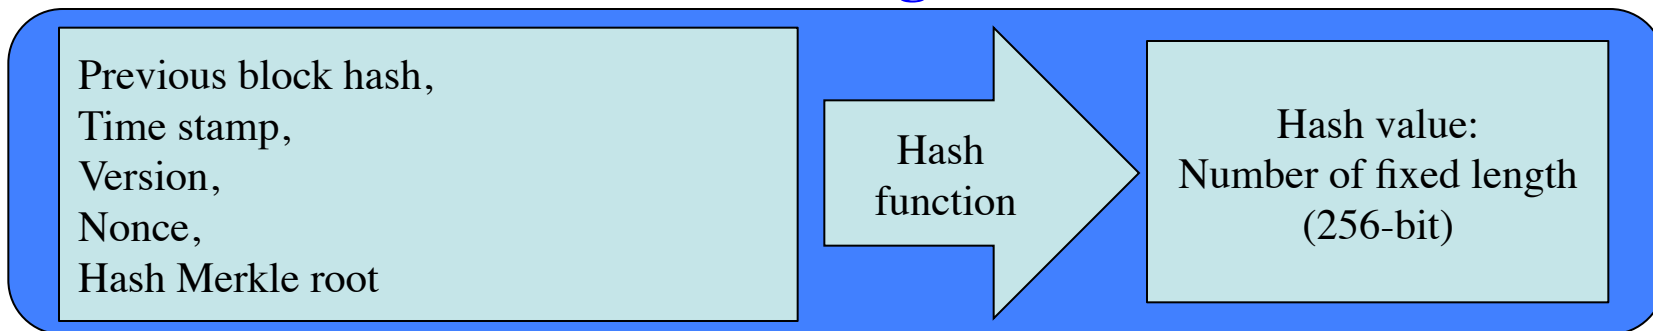 Previous block hash,
Time stamp,
Version,
Nonce,
Hash Merkle root
Hash
function
Hash value:
Number of fixed length
(256-bit)